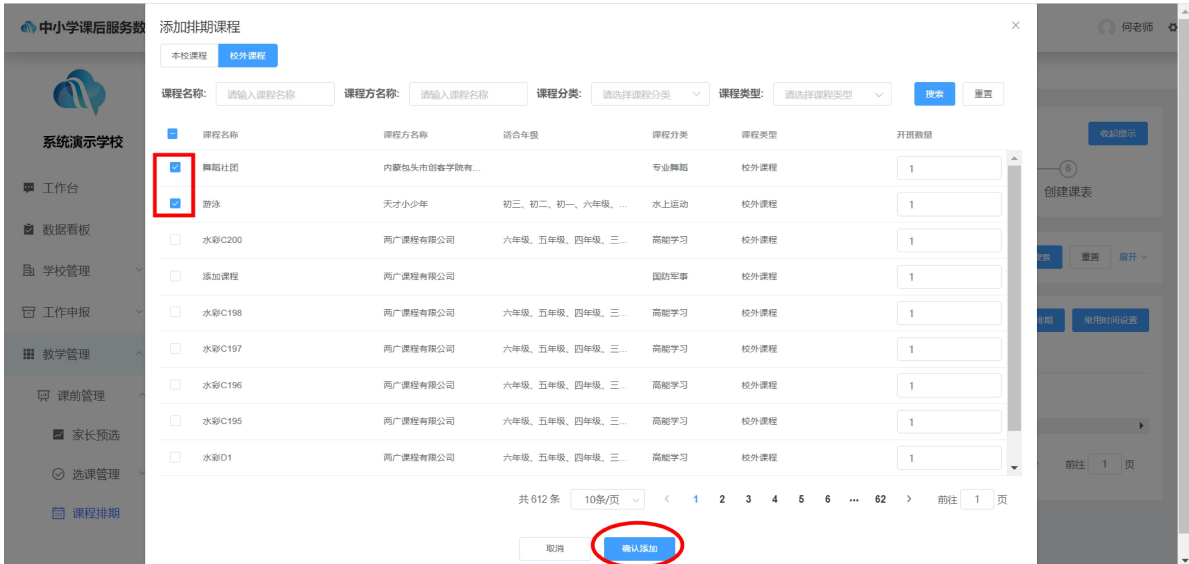 中小学课后服务数
添加排期课程
何老师
本校课程
校外课程
课程名称: 请输入课程名称
课程方名称: 请输入课程名称
课程分类: 请选择课程分类
课程类型: 请选择课程类型
搜索
重置
系统演示学校
收起提示
课程名称 课程方名称 适合年级 课程分类 课程类型 开班数量
舞蹈社团 内蒙包头市创客学院有... 专业舞蹈 校外课程 1
6
工作台
创建课表
游泳 天才小少年 初三、初二、初一、六年级、... 水上运动 校外课程 1
数据看板
水彩C200 两广课程有限公司 六年级、五年级、四年级、三... 高能学习 校外课程 1
搜索
重置
展开
学校管理
添加课程 两广课程有限公司 国防军事 校外课程 1
工作申报
水彩C198 两广课程有限公司 六年级、五年级、四年级、三... 高能学习 校外课程 1
排期
常用时间设置
教学管理
水彩C197 两广课程有限公司 六年级、五年级、四年级、三... 高能学习 校外课程 1
课前管理
水彩C196 两广课程有限公司 六年级、五年级、四年级、三... 高能学习 校外课程 1
家长预选
水彩C195 两广课程有限公司 六年级、五年级、四年级、三... 高能学习 校外课程 1
选课管理
水彩D1 两广课程有限公司 六年级、五年级、四年级、三... 高能学习 校外课程 1
前往 1 页
课程排期
共 612 条 10条/页 1 2 3 4 5 6 ... 62 前往 1 页
取消
确认添加